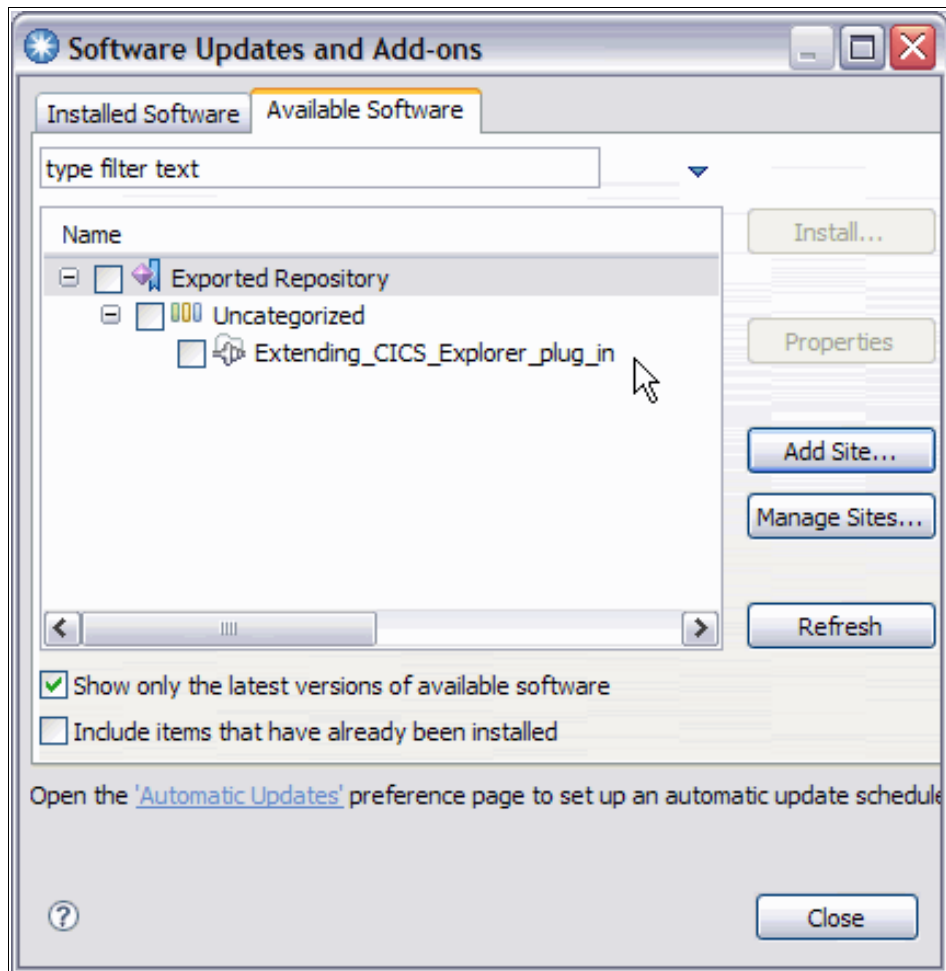 Software Updates and Add-ons
Installed Software
Available Software
type filter text
Name
Install...
Exported Repository
Uncategorized
Properties
Extending_CICS_Explorer_plug_in
Add Site...
Manage Sites...
Refresh
Show only the latest versions of available software
Include items that have already been installed
Open the 'Automatic Updates' preference page to set up an automatic update schedule
?
Close